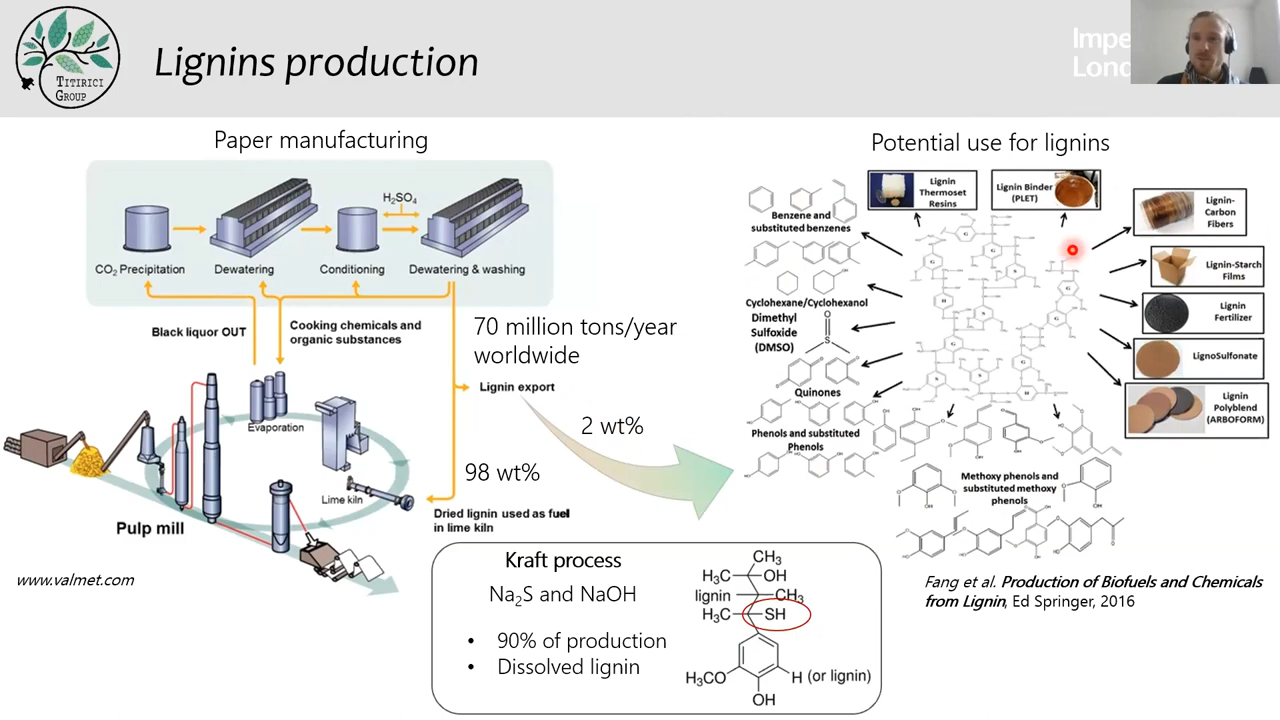 TITIRICI
GROUP
Lignins production
Impe
Lond
Paper manufacturing
H2SO4
CO2 Precipitation
Dewatering
Conditioning
Dewatering & washing
Black liquor OUT
Cooking chemicals and
organic substances
70 million tons/year
worldwide
Lignin export
Evaporation
2 wt%
98 wt%
Lime kiln
Pulp mill
Dried lignin used as fuel
in lime kiln
www.valmet.com
Kraft process
Na2S and NaOH
• 90% of production
• Dissolved lignin
CH3
H3C
OH
lignin
CH3
H3C
SH
H3CO
H (or lignin)
OH
Potential use for lignins
Lignin
Thermoset
Resins
Lignin Binder
(PLET)
Lignin-
Carbon
Fibers
Benzene and
substituted benzenes
Lignin-Starch
Films
Cyclohexane/Cyclohexanol
Lignin
Fertilizer
Dimethyl
Sulfoxide
(DMSO)
LignoSulfonate
Quinones
Lignin
Polyblend
(ARBOFORM)
Phenols and substituted
Phenols
Methoxy phenols and
substituted methoxy
phenols
Fang et al. Production of Biofuels and Chemicals
from Lignin, Ed Springer, 2016